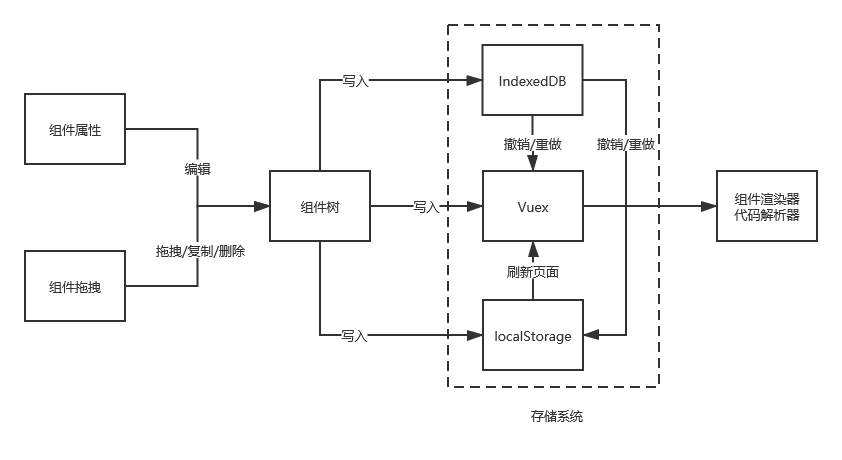 写入
IndexedDB
组件属性
撤销/重做
撤销/重做
编辑
组件树
写入
Vuex
组件渲染器
代码解析器
拖拽/复制/删除
刷新页面
组件拖拽
写入
localStorage
存储系统